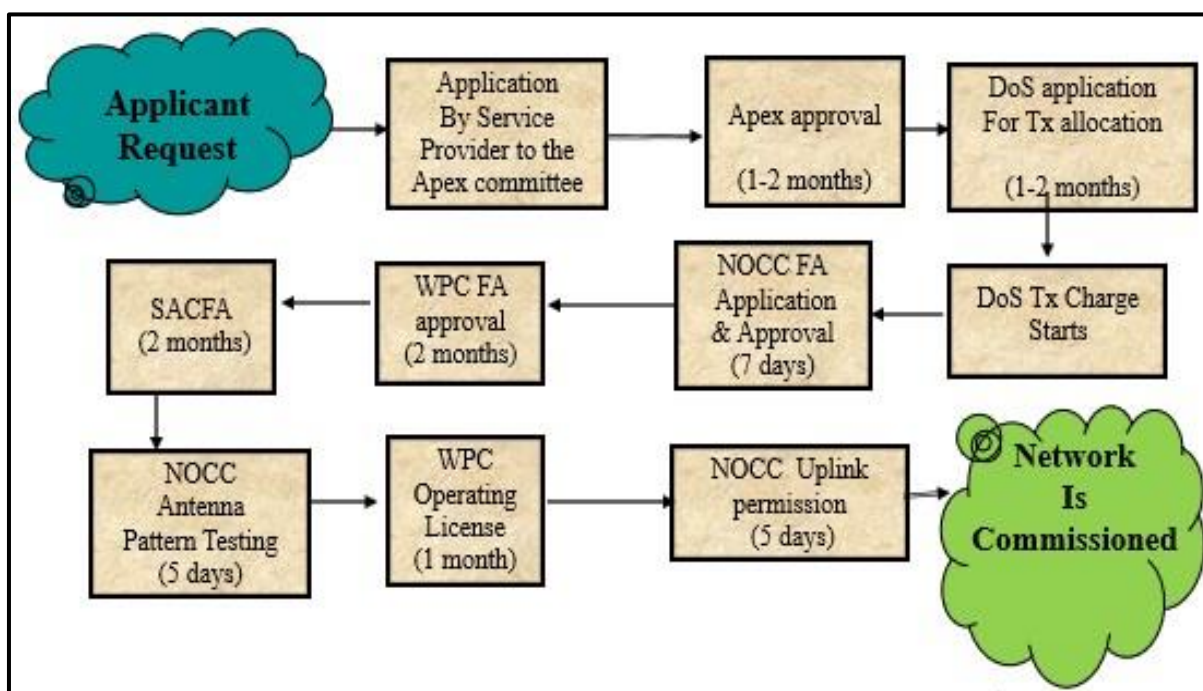 Applicant
Request
Application
By Service
Provider to the
Apex committee
Apex approval
(1-2 months)
DoS application
For Tx allocation
(1-2 months)
DoS Tx Charge
Starts
NOCC FA
Application
& Approval
(7 days)
WPC FA
approval
(2 months)
SACFA
(2 months)
NOCC
Antenna
Pattern Testing
(5 days)
WPC
Operating
License
(1 month)
NOCC Uplink
permission
(5 days)
Network
Is
Commissioned